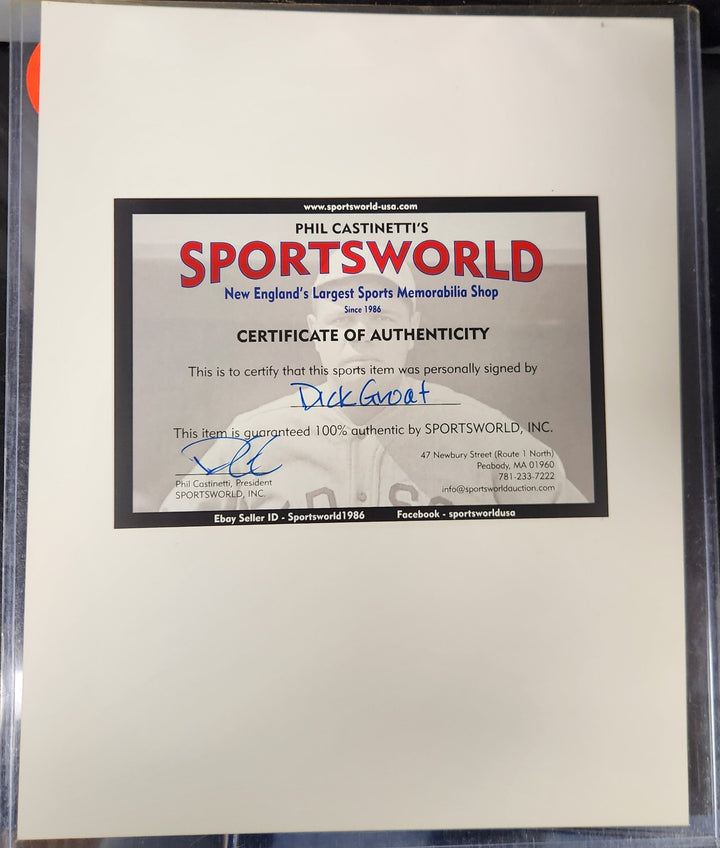 www.sportsworld-usa.com
PHIL CASTINETTI'S
SPORTSWORLD
New England's Largest Sports Memorabilia Shop
Since 1986
CERTIFICATE OF AUTHENTICITY
This is to certify that this sports item was personally signed by
Dick Groat
This item is guaranteed 100% authentic by SPORTSWORLD, INC.
Phil Castinetti, President
SPORTSWORLD, INC.
47 Newbury Street (Route 1 North)
Peabody, MA 01960
781-233-7222
info@sportsworldauction.com
Ebay Seller ID - Sportsworld1986
Facebook - sportsworldusa